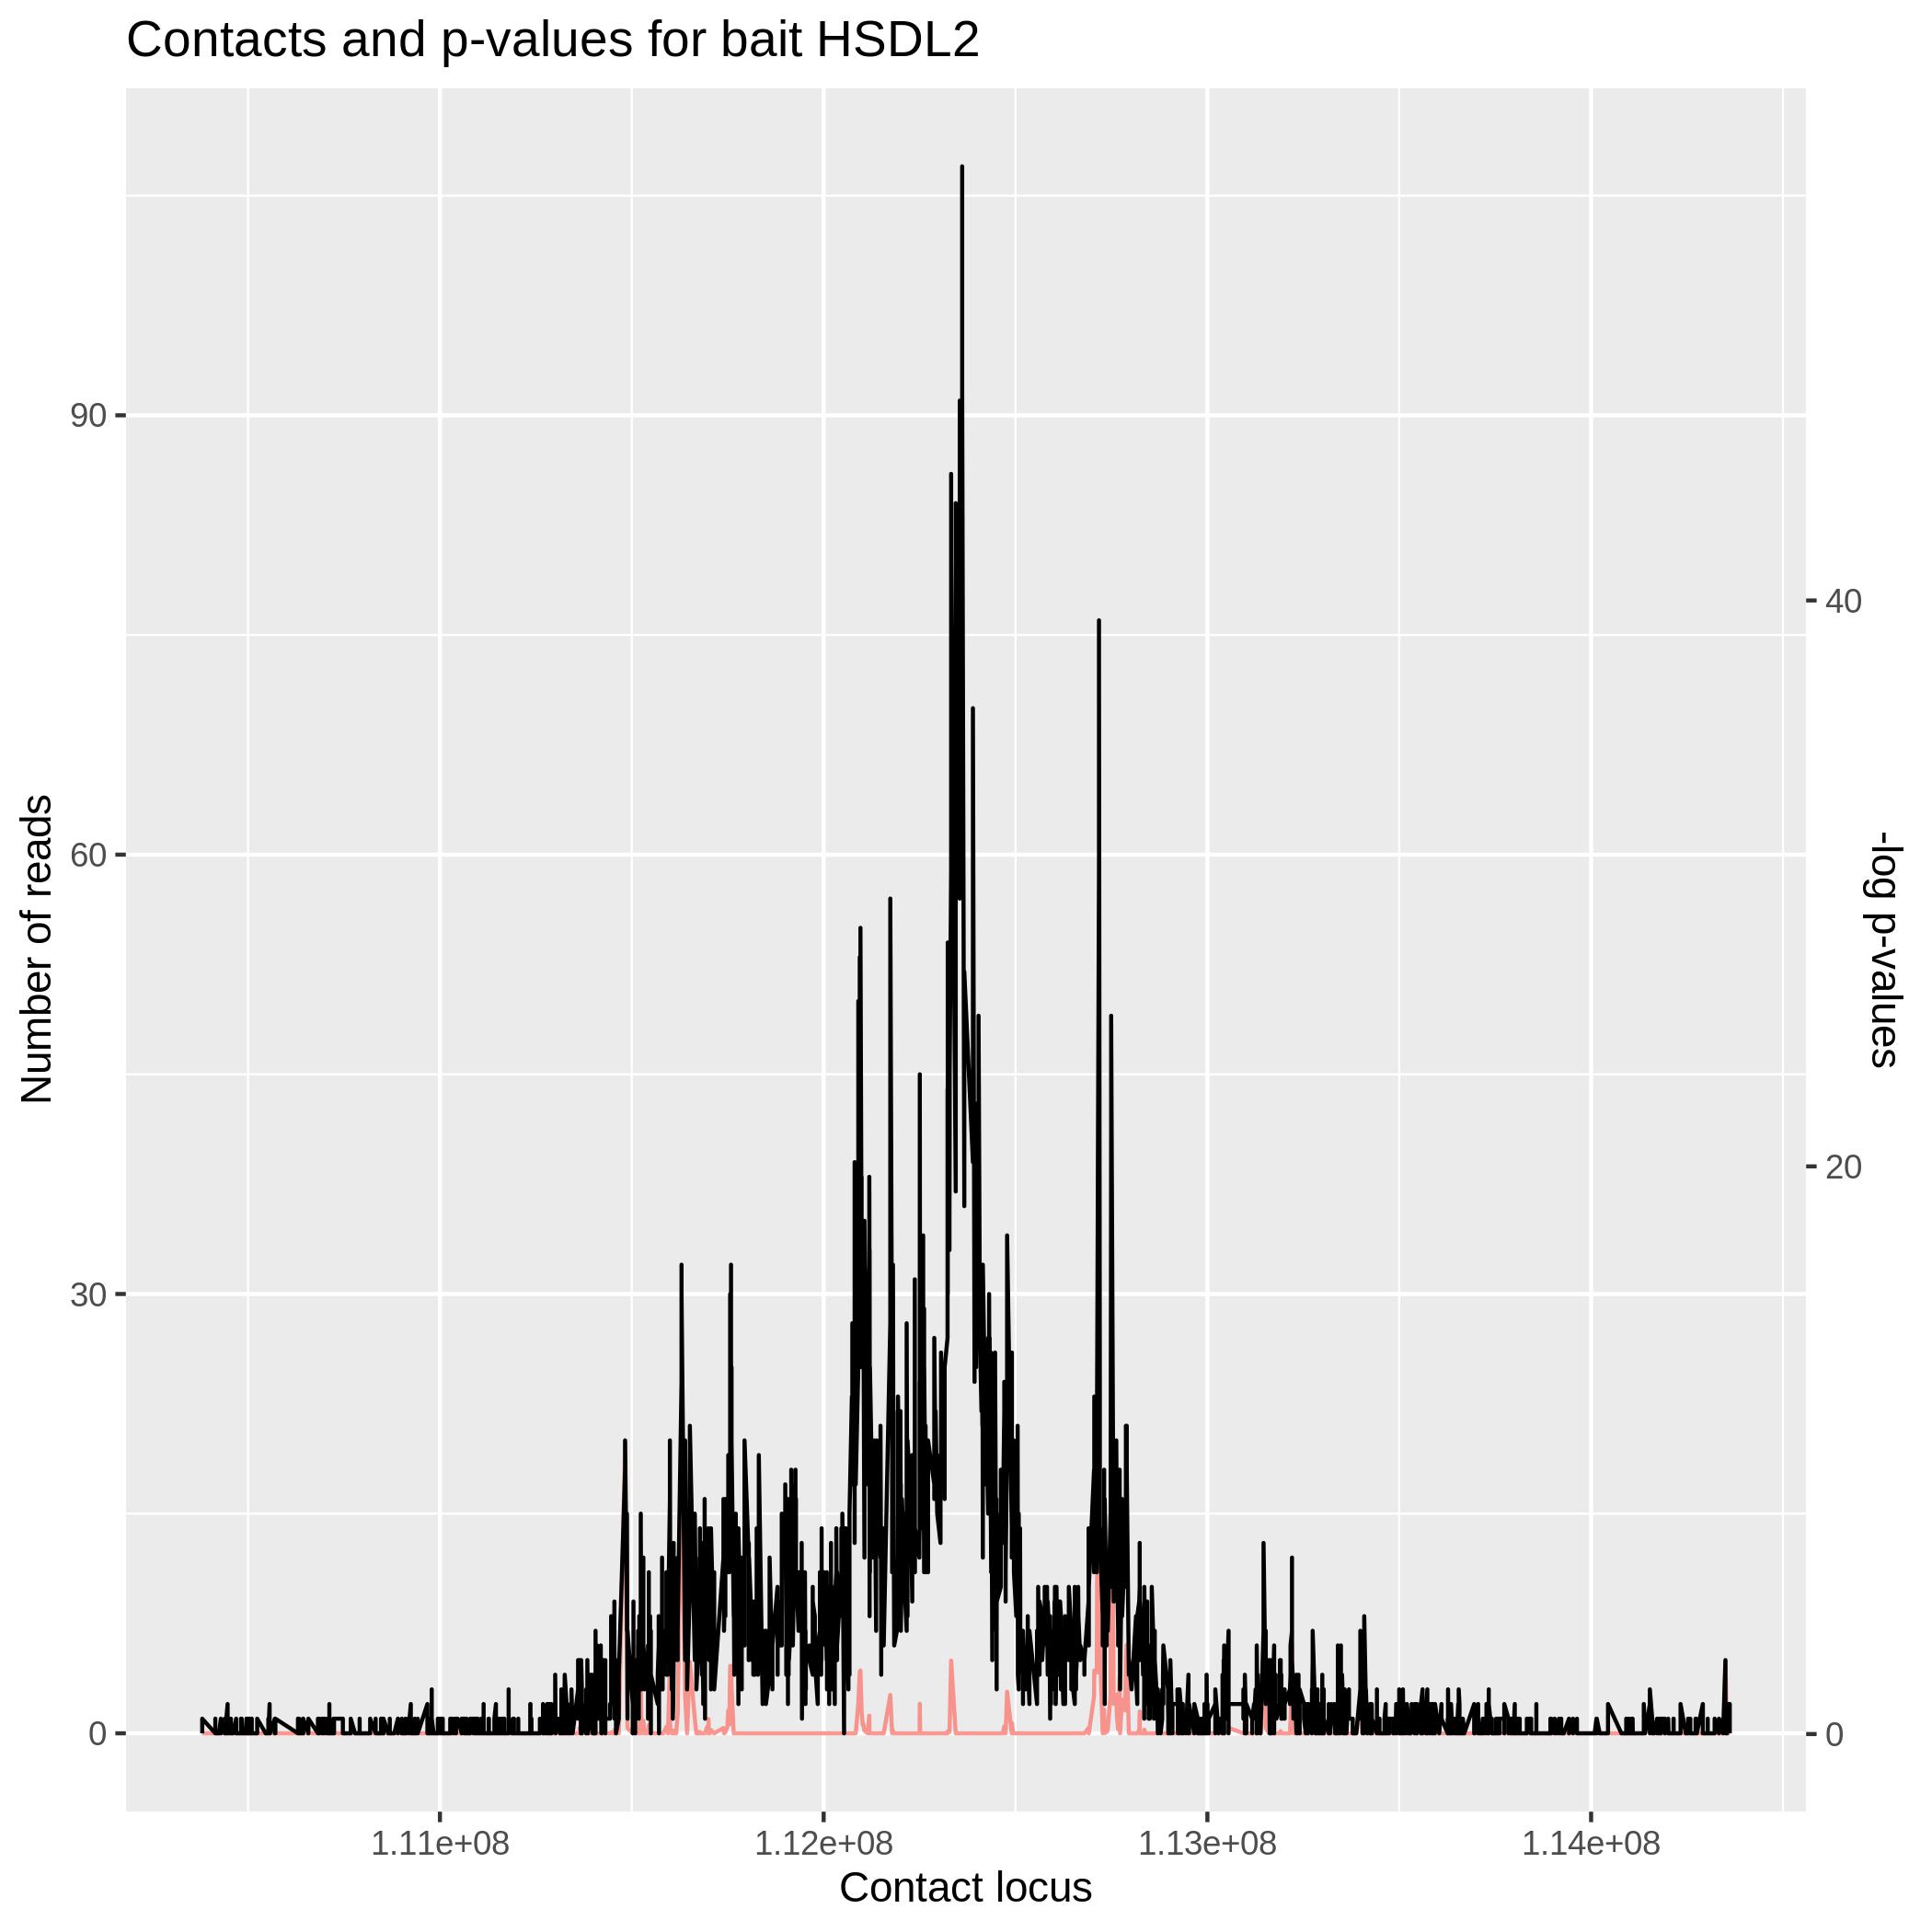 Contacts and p-values for bait HSDL2
Number of reads
90
60
30
0
40
20
0
-log p-values
1.11e+08 1.12e+08 1.13e+08 1.14e+08
Contact locus